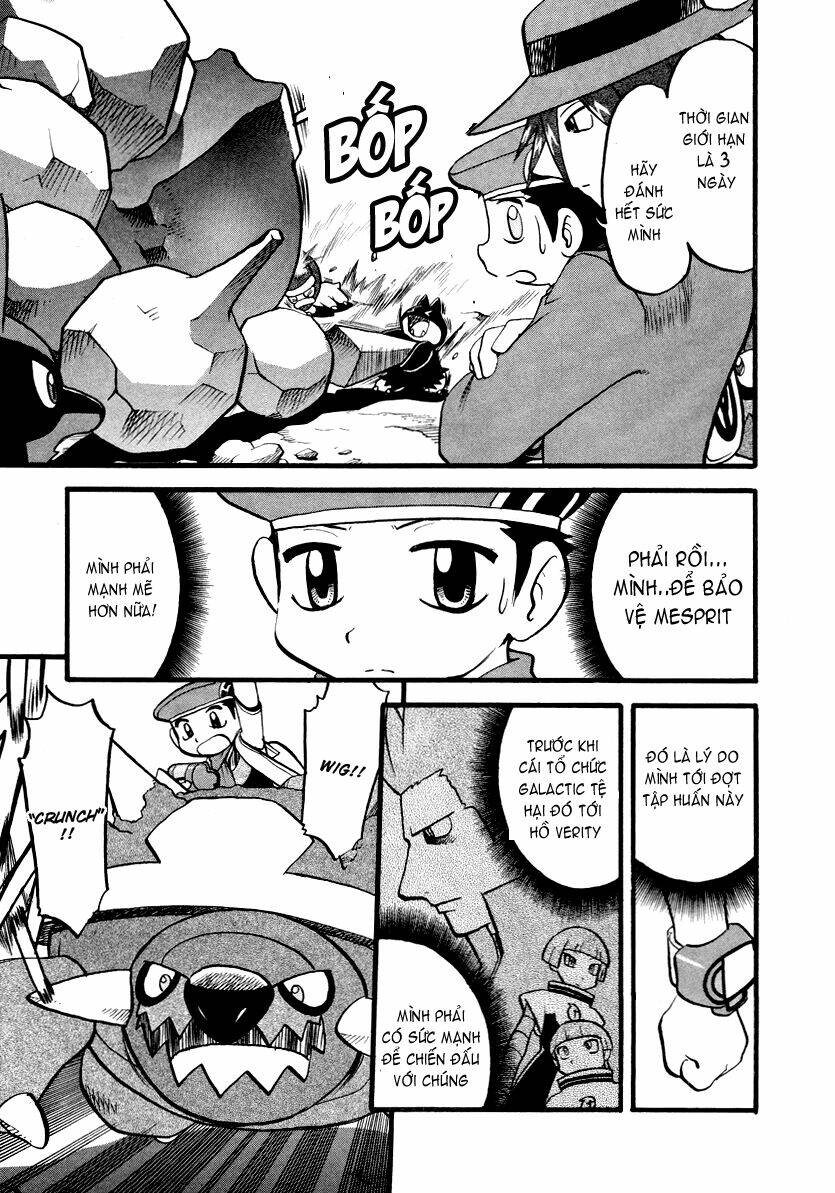 THỜI GIAN
GIỚI HẠN
LÀ 3
NGÀY
HÃY
ĐÁNH
HẾT SỨC
MÌNH
BỐP
BỐP
PHẢI RỒI...
MÌNH..ĐỂ BẢO
VỆ MESPRIT
MÌNH PHẢI
MẠNH MẼ
HƠN NỮA!
ĐÓ LÀ LÝ DO
MÌNH TỚI ĐỢT
TẬP HUẤN NÀY
TRƯỚC KHI
CÁI TỔ CHỨC
GALACTIC TỆ
HẠI ĐÓ TỚI
HỒ VERITY
MÌNH PHẢI
CÓ SỨC MẠNH
ĐỂ CHIẾN ĐẤU
VỚI CHÚNG
WIG!!
"CRUNCH"
!!